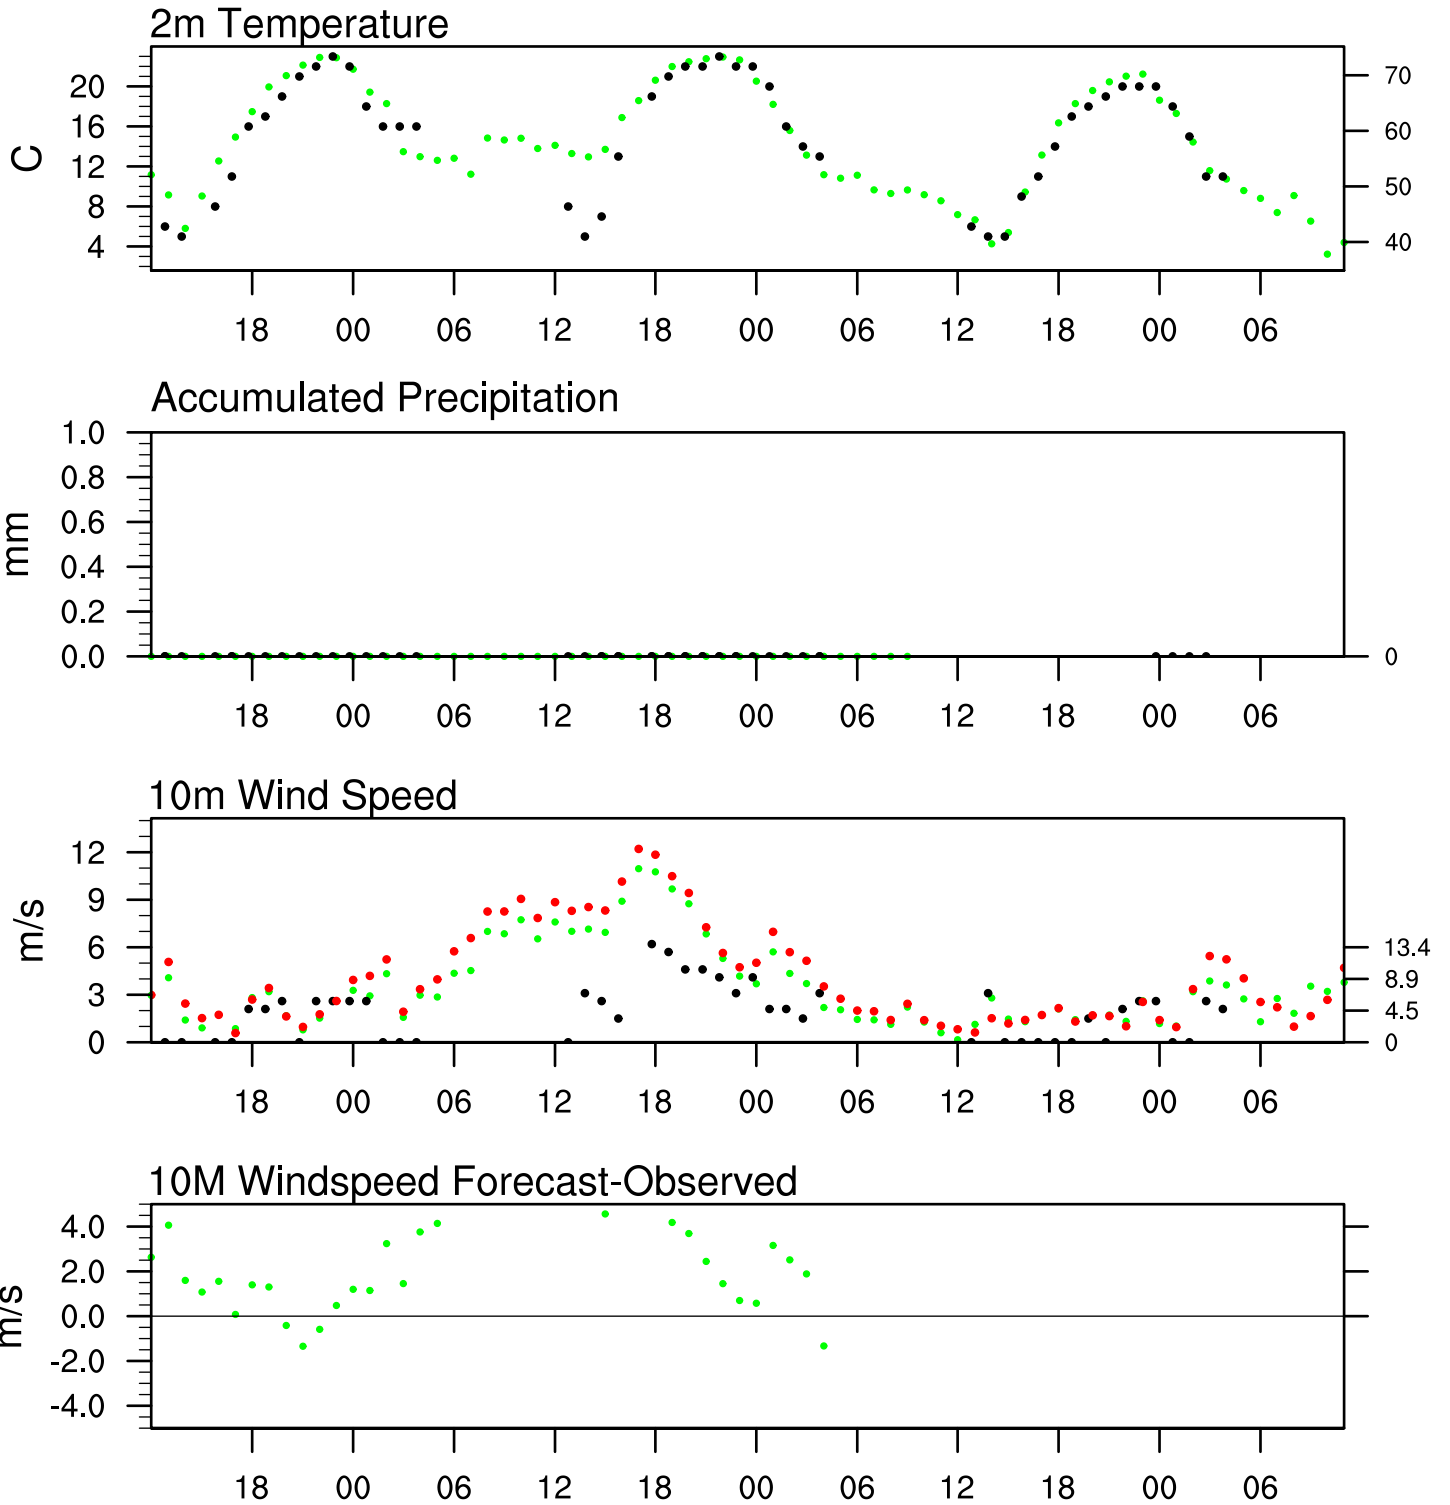 2m Temperature
C
20
16
12
8
4
70
60
50
40
18 00 06 12 18 00 06 12 18 00 06
Accumulated Precipitation
mm
1.0
0.8
0.6
0.4
0.2
0.0
0
18 00 06 12 18 00 06 12 18 00 06
10m Wind Speed
m/s
12
9
6
3
0
13.4
8.9
4.5
0
18 00 06 12 18 00 06 12 18 00 06
10M Windspeed Forecast-Observed
m/s
4.0
2.0
0.0
-2.0
-4.0
18 00 06 12 18 00 06 12 18 00 06